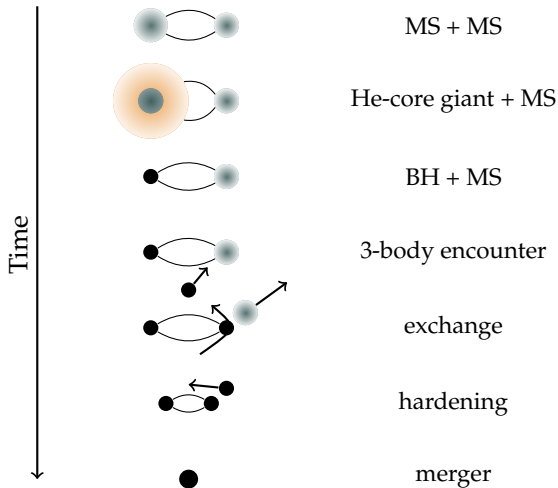 MS + MS
He-core giant + MS
BH + MS
Time
3-body encounter
exchange
hardening
merger